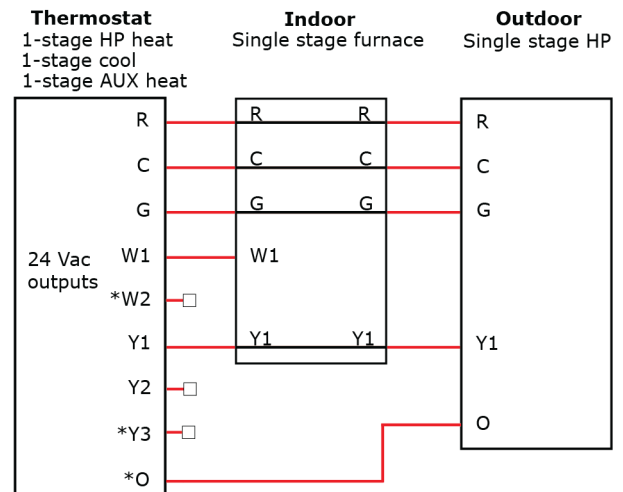 Thermostat
1-stage HP heat
1-stage cool
1-stage AUX heat
Indoor
Single stage furnace
Outdoor
Single stage HP
R R R R
C C C C
G G G G
24 Vac
outputs
W1 W1
*W2
Y1 Y1 Y1 Y1
Y2
*Y3
O
*O